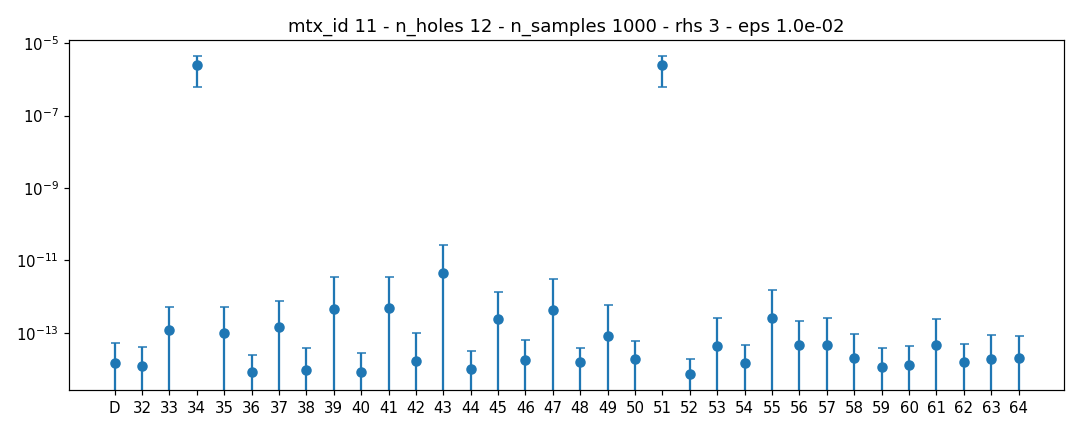 mtx_id 11 - n_holes 12 - n_samples 1000 - rhs 3 - eps 1.0e-02
10⁻⁵
10⁻⁷
10⁻⁹
10⁻¹¹
10⁻¹³
D 32 33 34 35 36 37 38 39 40 41 42 43 44 45 46 47 48 49 50 51 52 53 54 55 56 57 58 59 60 61 62 63 64